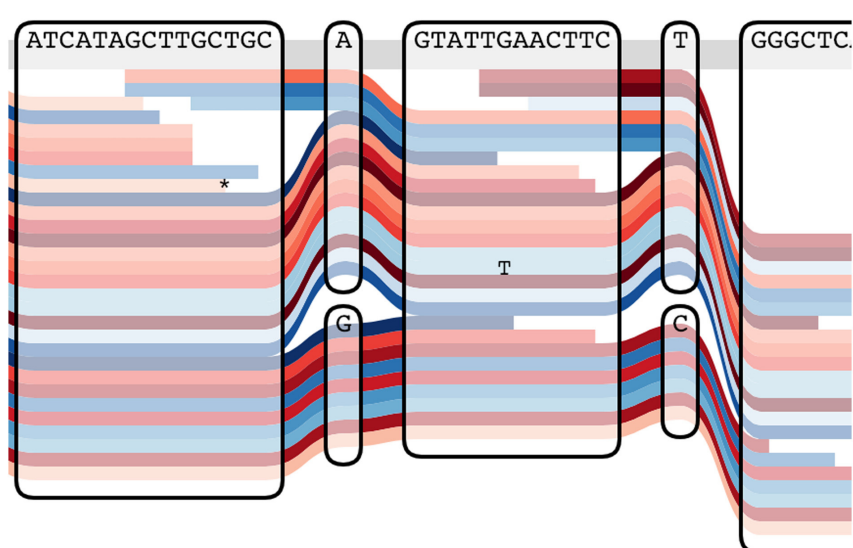 ATCATAGCTTGCTGC A GTATTGAACTTC T GGGCTC.
*
T
G C